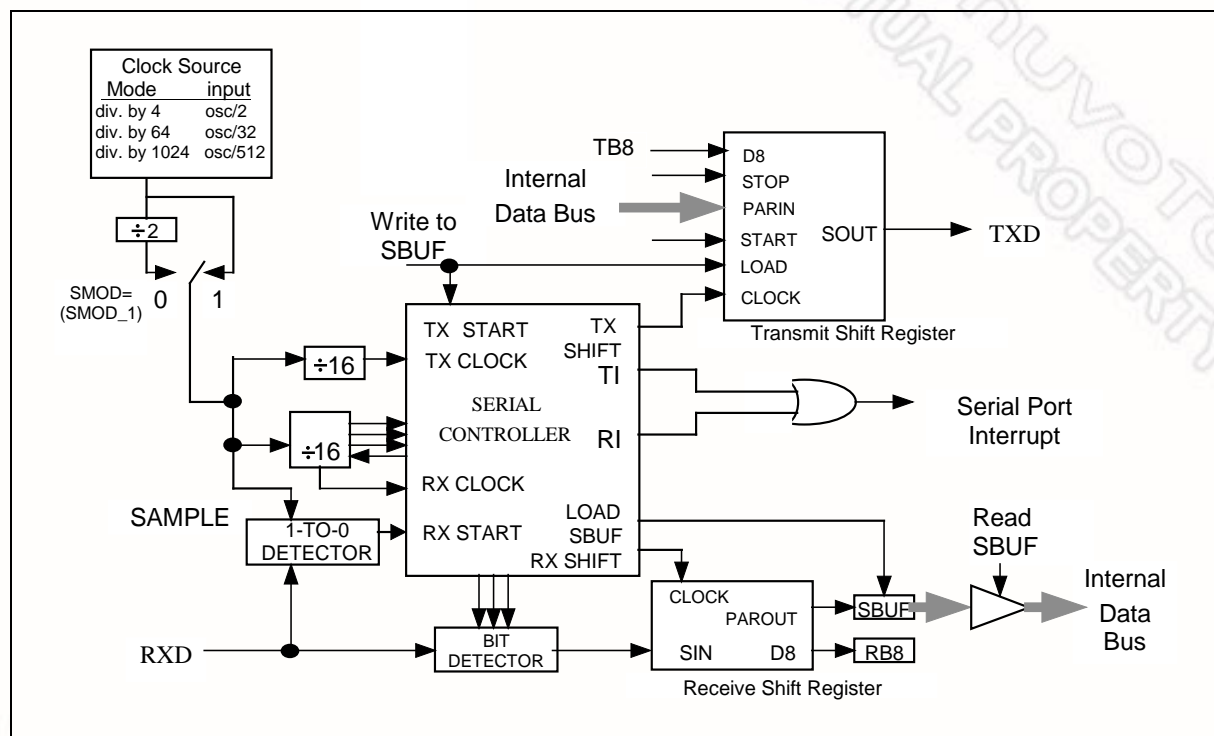 Clock Source
Mode input
div. by 4 osc/2
div. by 64 osc/32
div. by 1024 osc/512
÷2
SMOD=
(SMOD_1)
0 1
Write to
SBUF
TB8
Internal
Data Bus
D8
STOP
PARIN
START
LOAD
CLOCK
SOUT
TXD
Transmit Shift Register
÷16
÷16
TX START
TX CLOCK
SERIAL
CONTROLLER
RX CLOCK
RX START
TX
SHIFT
TI
RI
LOAD
SBUF
RX SHIFT
Serial Port
Interrupt
SAMPLE
1-TO-0
DETECTOR
RXD
BIT
DETECTOR
CLOCK
PAROUT
SIN D8
Receive Shift Register
SBUF
RB8
Read
SBUF
Internal
Data
Bus
nuvoTo
TUAL PROPERTY